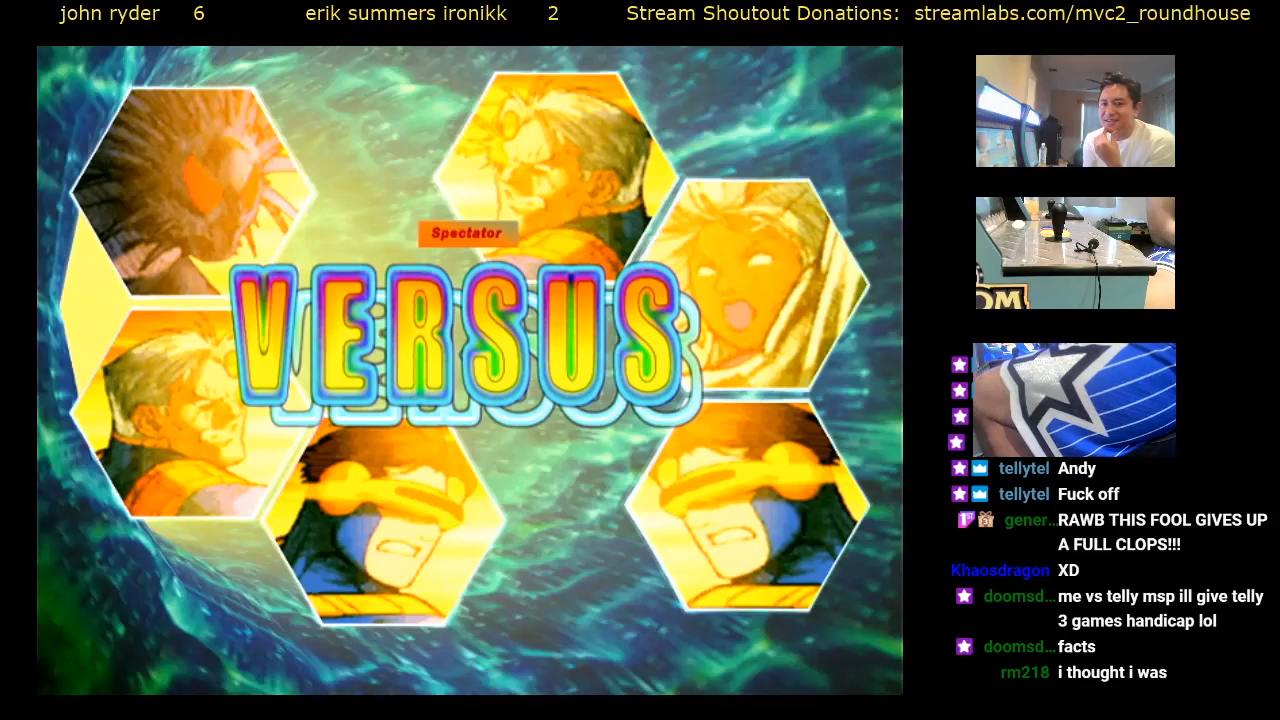 john ryder 6 erik summers ironikk 2 Stream Shoutout Donations: streamlabs.com/mvc2_roundhouse
Spectator
VERSUS
OM
tellytel Andy
tellytel Fuck off
gener... RAWB THIS FOOL GIVES UP
A FULL CLOPS!!!
Khaosdragon XD
doomsd... me vs telly msp ill give telly
3 games handicap lol
doomsd... facts
rm218 i thought i was